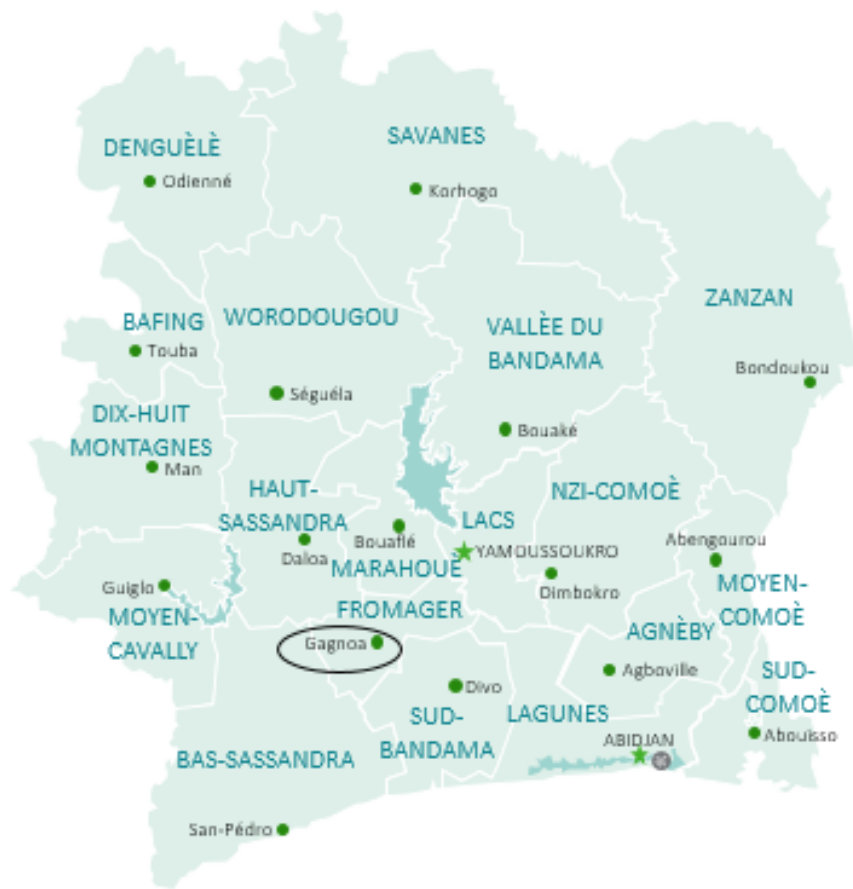 DENGUÈLÈ
Odienné
SAVANES
Korhogo
BAFING
Touba
WORODOUGOU
Séguéla
VALLÈE DU
BANDAMA
Bouaké
ZANZAN
Bondoukou
DIX-HUIT
MONTAGNES
Man
HAUT-
SASSANDRA
Daloa
Bouaflé
MARAHOUÈ
LACS
YAMOUSSOUKRO
NZI-COMOÈ
Dimbokro
Abengourou
MOYEN-
COMOÈ
Guiglo
MOYEN-
CAVALLY
FROMAGER
Gagnoa
AGNÈBY
Agboville
SUD-
COMOÈ
Abouisso
Divo
SUD-
BANDAMA
LAGUNES
ABIDJAN
BAS-SASSANDRA
San-Pédro